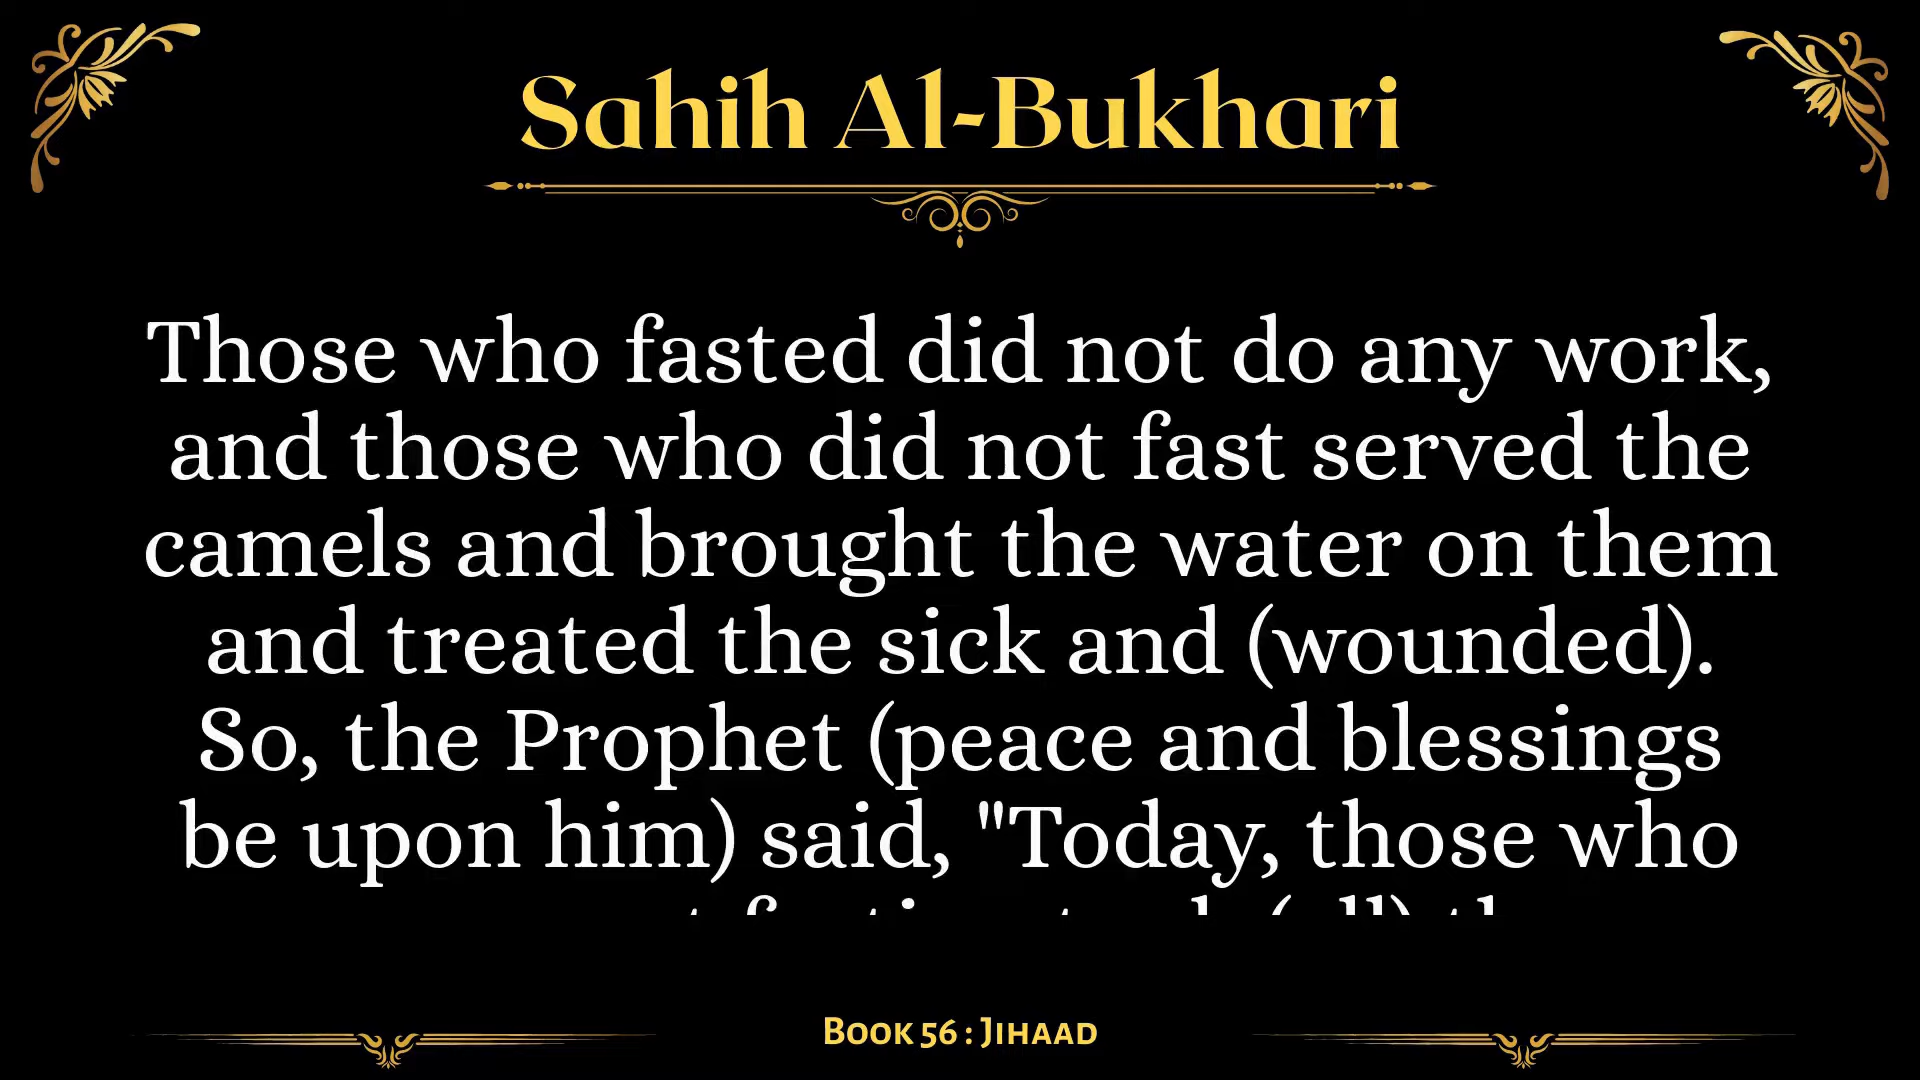 Sahih Al-Bukhari
Those who fasted did not do any work,
and those who did not fast served the
camels and brought the water on them
and treated the sick and (wounded).
So, the Prophet (peace and blessings
be upon him) said, "Today, those who
Book 56 : Jihaad